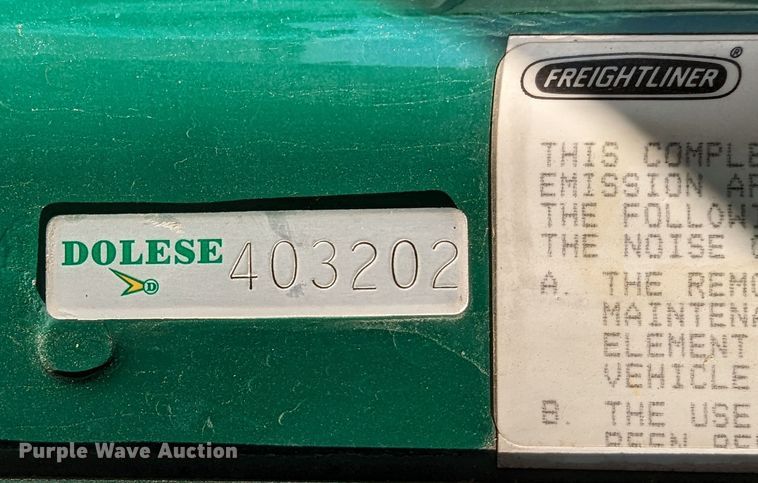 DOLESE 403202
D
FREIGHTLINER ®
THIS COMPLE
EMISSION
THE FOLLOWI
THE NOISE
A. THE REMO
MAINTENA
ELEMENT
VEHICLE
B. THE USE
BEEN
Purple Wave Auction